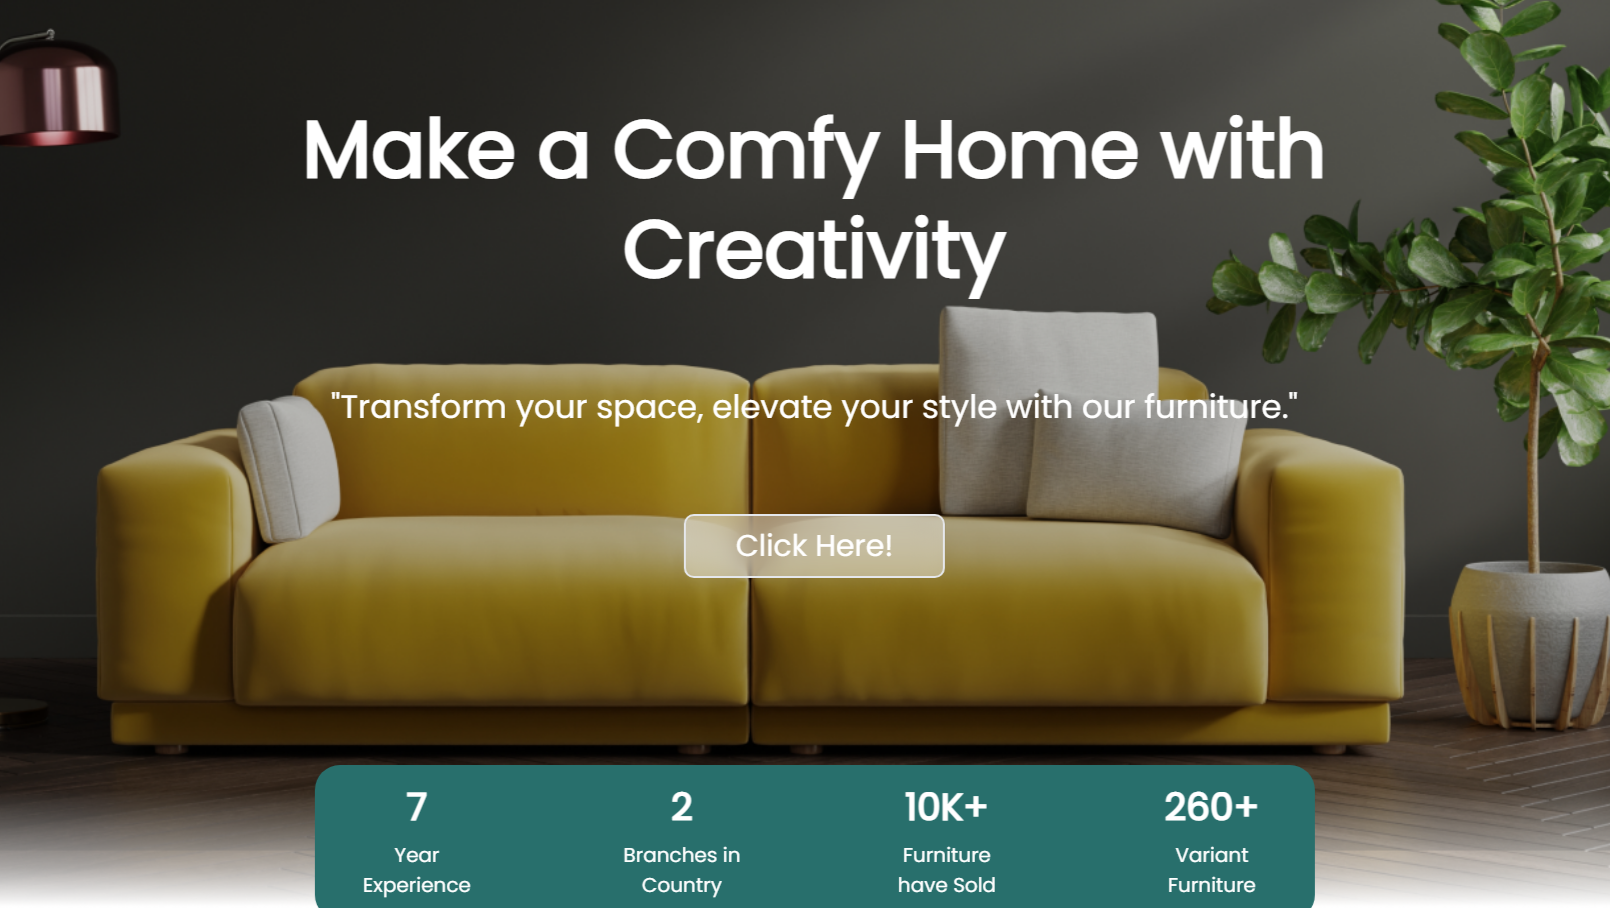 Make a Comfy Home with
Creativity
"Transform your space, elevate your style with our furniture."
Click Here!
7
Year
Experience
2
Branches in
Country
10K+
Furniture
have Sold
260+
Variant
Furniture